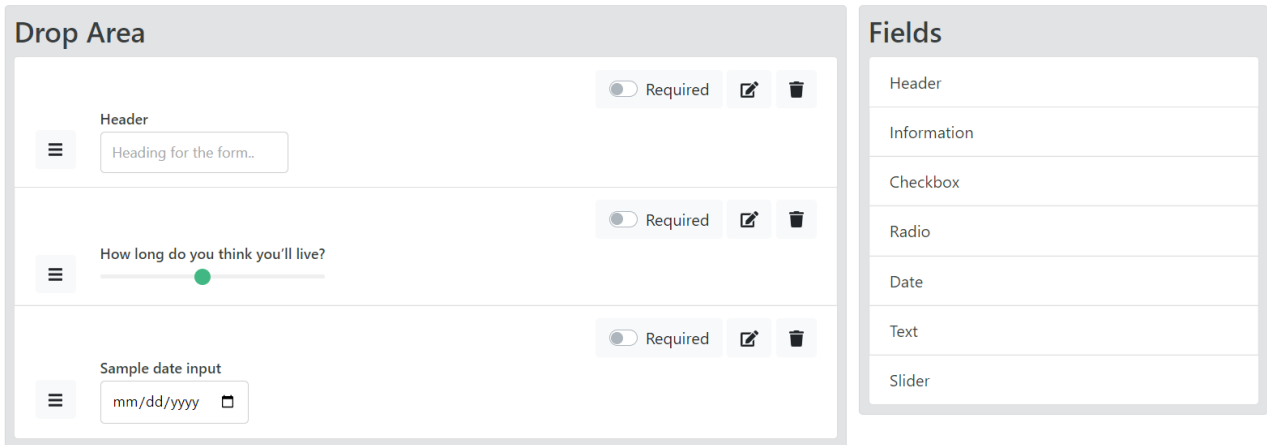 Drop Area
Required
Header
Heading for the form..
Required
How long do you think you'll live?
Required
Sample date input
mm/dd/yyyy
Fields
Header
Information
Checkbox
Radio
Date
Text
Slider